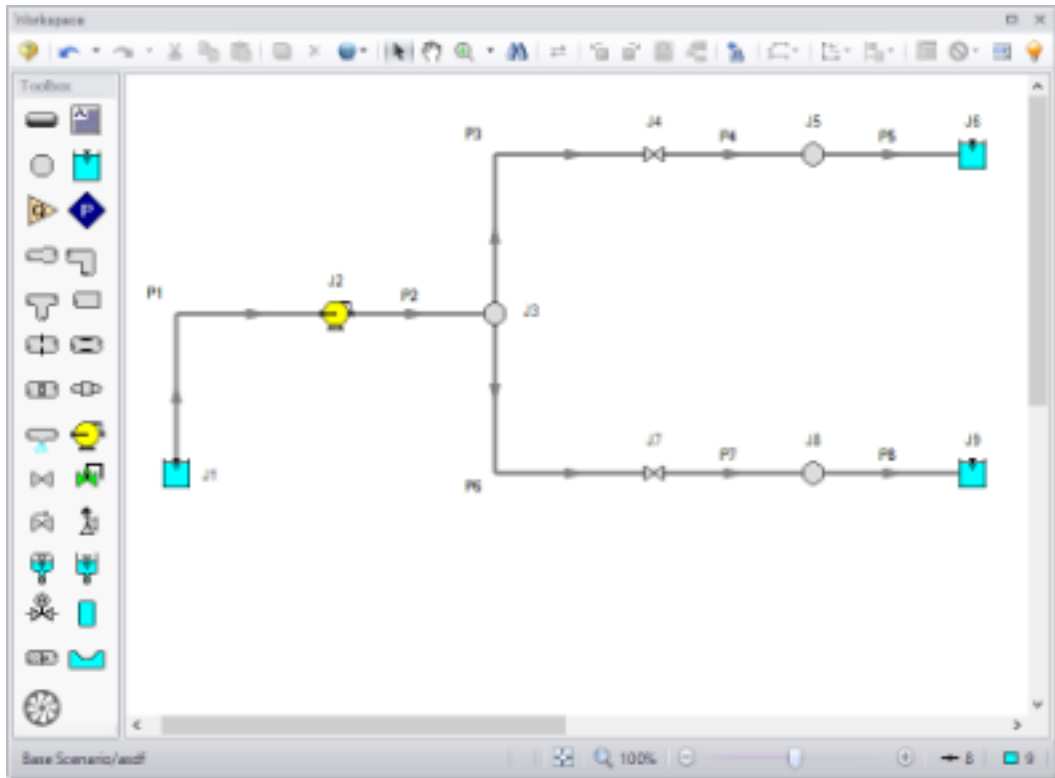 Workspace
Toolbox
P3
J4
P4
J5
P5
J6
P1
J2
P2
J3
J1
P6
J7
P7
J8
P8
J9
Base Scenario/asdf
100%
8
9